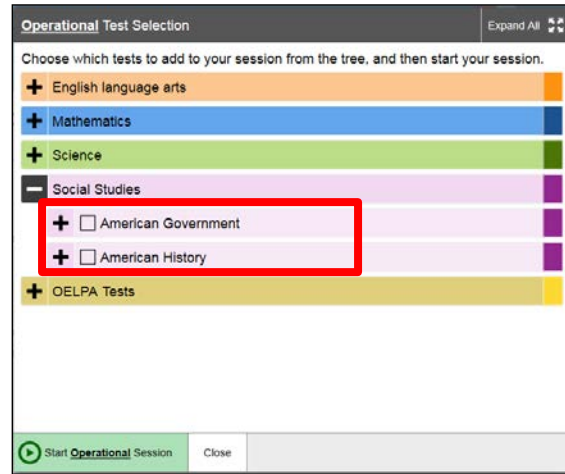 Operational Test Selection
Expand All
Choose which tests to add to your session from the tree, and then start your session.
English language arts
Mathematics
Science
Social Studies
American Government
American History
OELPA Tests
Start Operational Session
Close